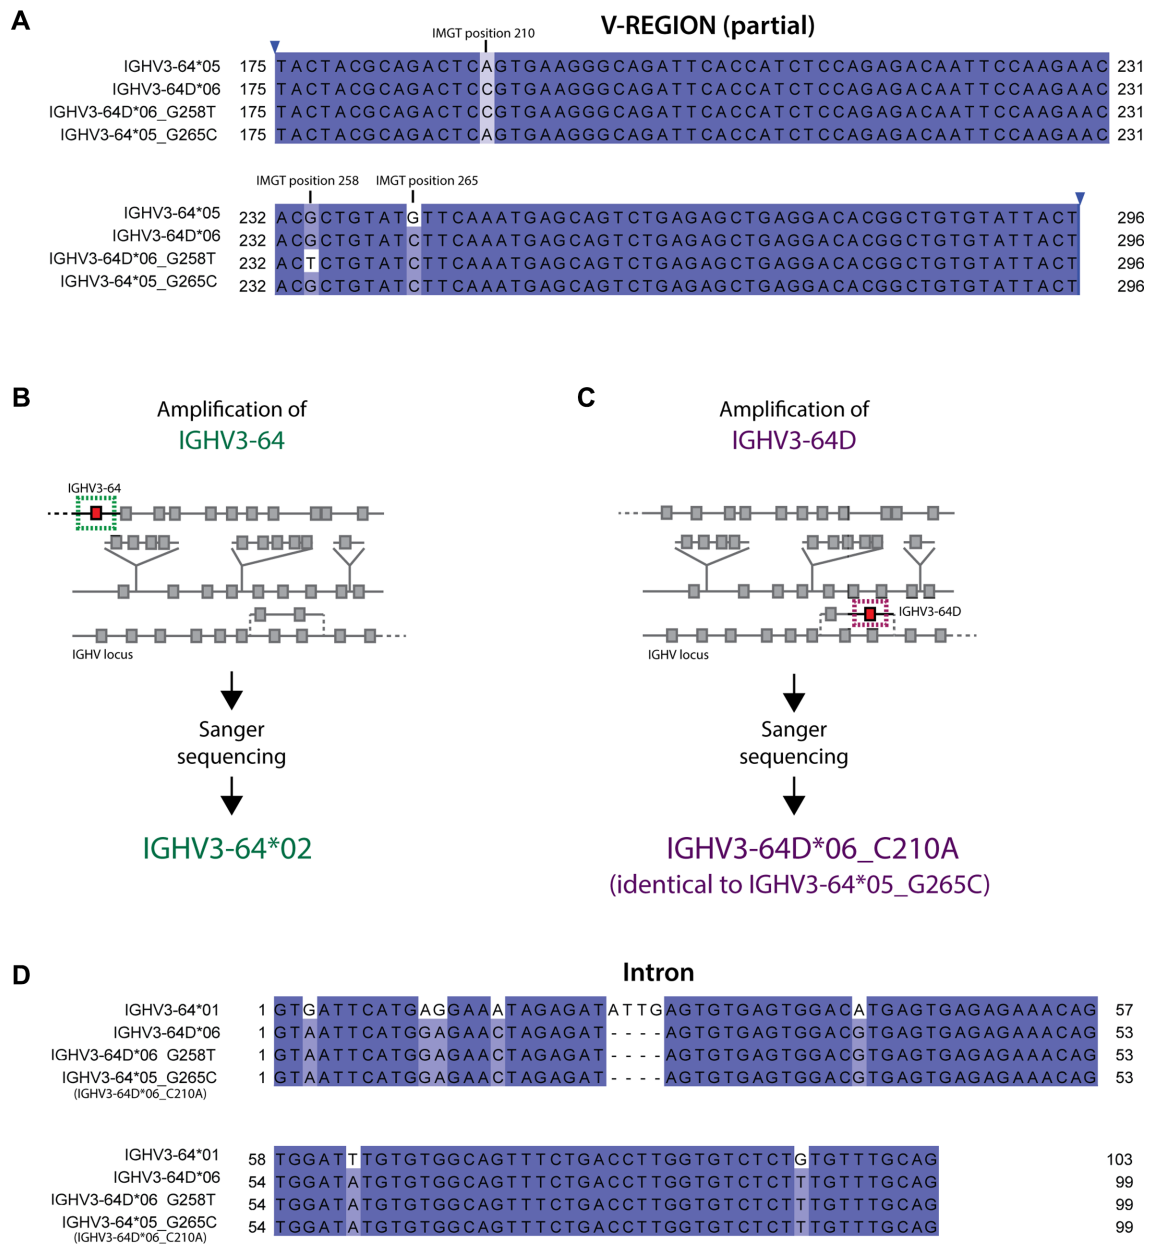 A
V-REGION (partial)
IMGT position 210
IGHV3-64*05 175 TACTACGCAGACTCAGTGAAGGGCAGATTCACCATCTCCAGAGACAATTCCAAGAAC 231
IGHV3-64D*06 175 TACTACGCAGACTCCGTGAAGGGCAGATTCACCATCTCCAGAGACAATTCCAAGAAC 231
IGHV3-64D*06_G258T 175 TACTACGCAGACTCCGTGAAGGGCAGATTCACCATCTCCAGAGACAATTCCAAGAAC 231
IGHV3-64*05_G265C 175 TACTACGCAGACTCAGTGAAGGGCAGATTCACCATCTCCAGAGACAATTCCAAGAAC 231
IMGT position 258 IMGT position 265
IGHV3-64*05 232 ACGCTGTATGTTCAAATGAGCAGTCTGAGAGCTGAGGACACGGCTGTGTATTACT 296
IGHV3-64D*06 232 ACGCTGTATCTTCAAATGAGCAGTCTGAGAGCTGAGGACACGGCTGTGTATTACT 296
IGHV3-64D*06_G258T 232 ACTCTGTATCTTCAAATGAGCAGTCTGAGAGCTGAGGACACGGCTGTGTATTACT 296
IGHV3-64*05_G265C 232 ACGCTGTATCTTCAAATGAGCAGTCTGAGAGCTGAGGACACGGCTGTGTATTACT 296
B
Amplification of
IGHV3-64
IGHV3-64
IGHV locus
Sanger
sequencing
IGHV3-64*02
C
Amplification of
IGHV3-64D
IGHV3-64D
IGHV locus
Sanger
sequencing
IGHV3-64D*06_C210A
(identical to IGHV3-64*05_G265C)
D
Intron
IGHV3-64*01 1 GTGATTCATGAGGAAATAGAGATATTGAGTGTGAGTGGACATGAGTGAGAGAAACAG 57
IGHV3-64D*06 1 GTAATTCATGGAGAACTAGAGAT----AGTGTGAGTGGACGTGAGTGAGAGAAACAG 53
IGHV3-64D*06 G258T 1 GTAATTCATGGAGAACTAGAGAT----AGTGTGAGTGGACGTGAGTGAGAGAAACAG 53
IGHV3-64*05_G265C 1 GTAATTCATGGAGAACTAGAGAT----AGTGTGAGTGGACGTGAGTGAGAGAAACAG 53
(IGHV3-64D*06_C210A)
IGHV3-64*01 58 TGGATTTGTGTGGCAGTTTCTGACCTTGGTGTCTCTGTGTTTGCAG 103
IGHV3-64D*06 54 TGGATATGTGTGGCAGTTTCTGACCTTGGTGTCTCTTTGTTTGCAG 99
IGHV3-64D*06 G258T 54 TGGATATGTGTGGCAGTTTCTGACCTTGGTGTCTCTTTGTTTGCAG 99
IGHV3-64*05_G265C 54 TGGATATGTGTGGCAGTTTCTGACCTTGGTGTCTCTTTGTTTGCAG 99
(IGHV3-64D*06_C210A)